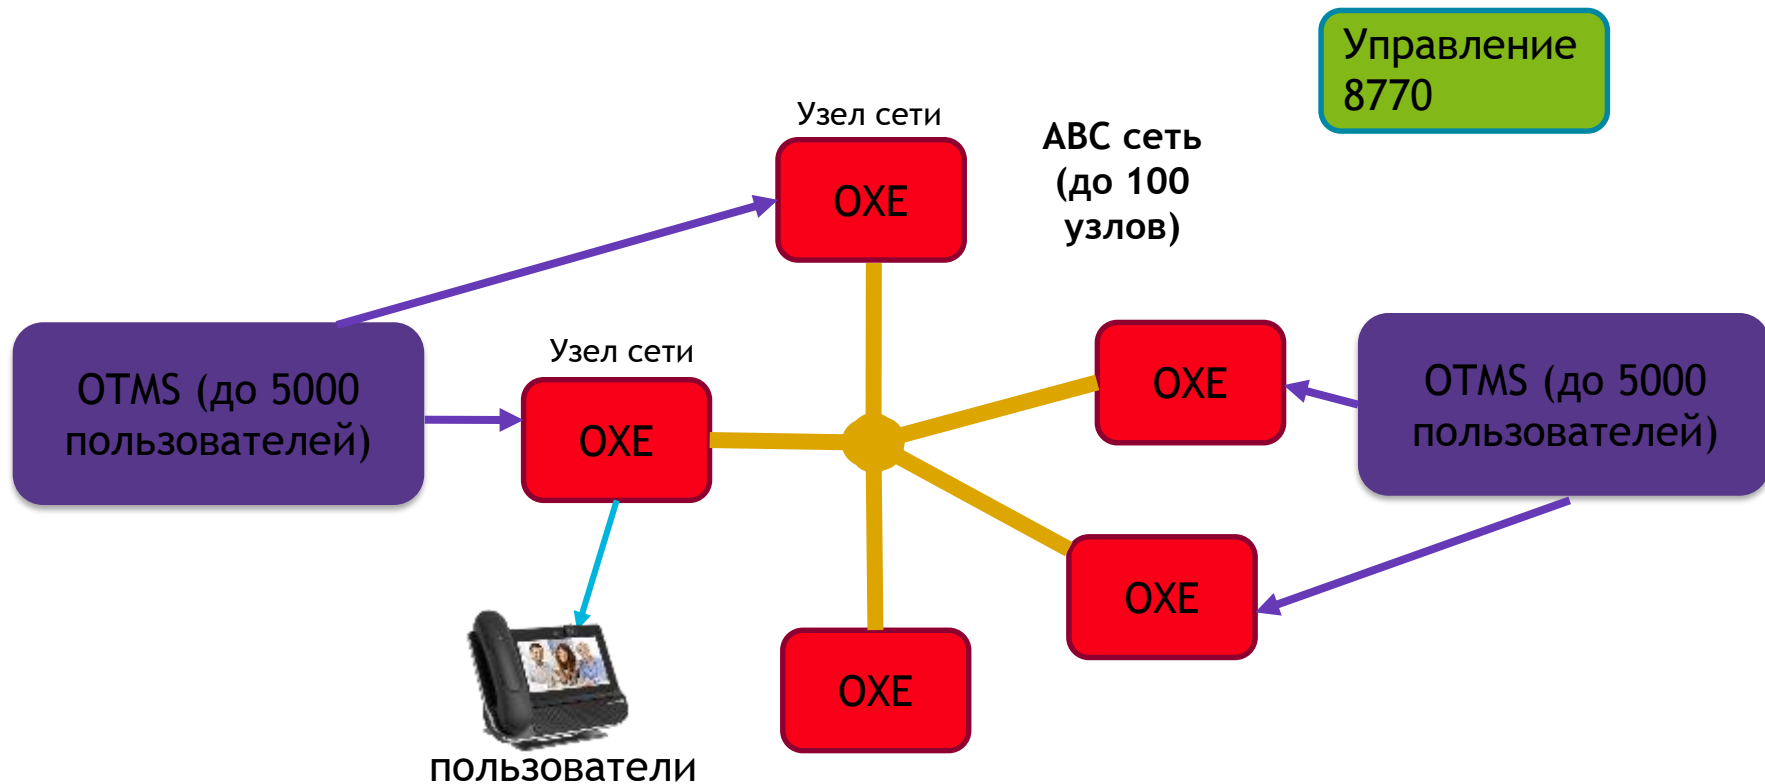 Управление
8770
Узел сети
АВС сеть
(до 100
узлов)
OXE
Узел сети
OTMS (до 5000
пользователей)
OXE
OXE
OTMS (до 5000
пользователей)
OXE
OXE
пользователи